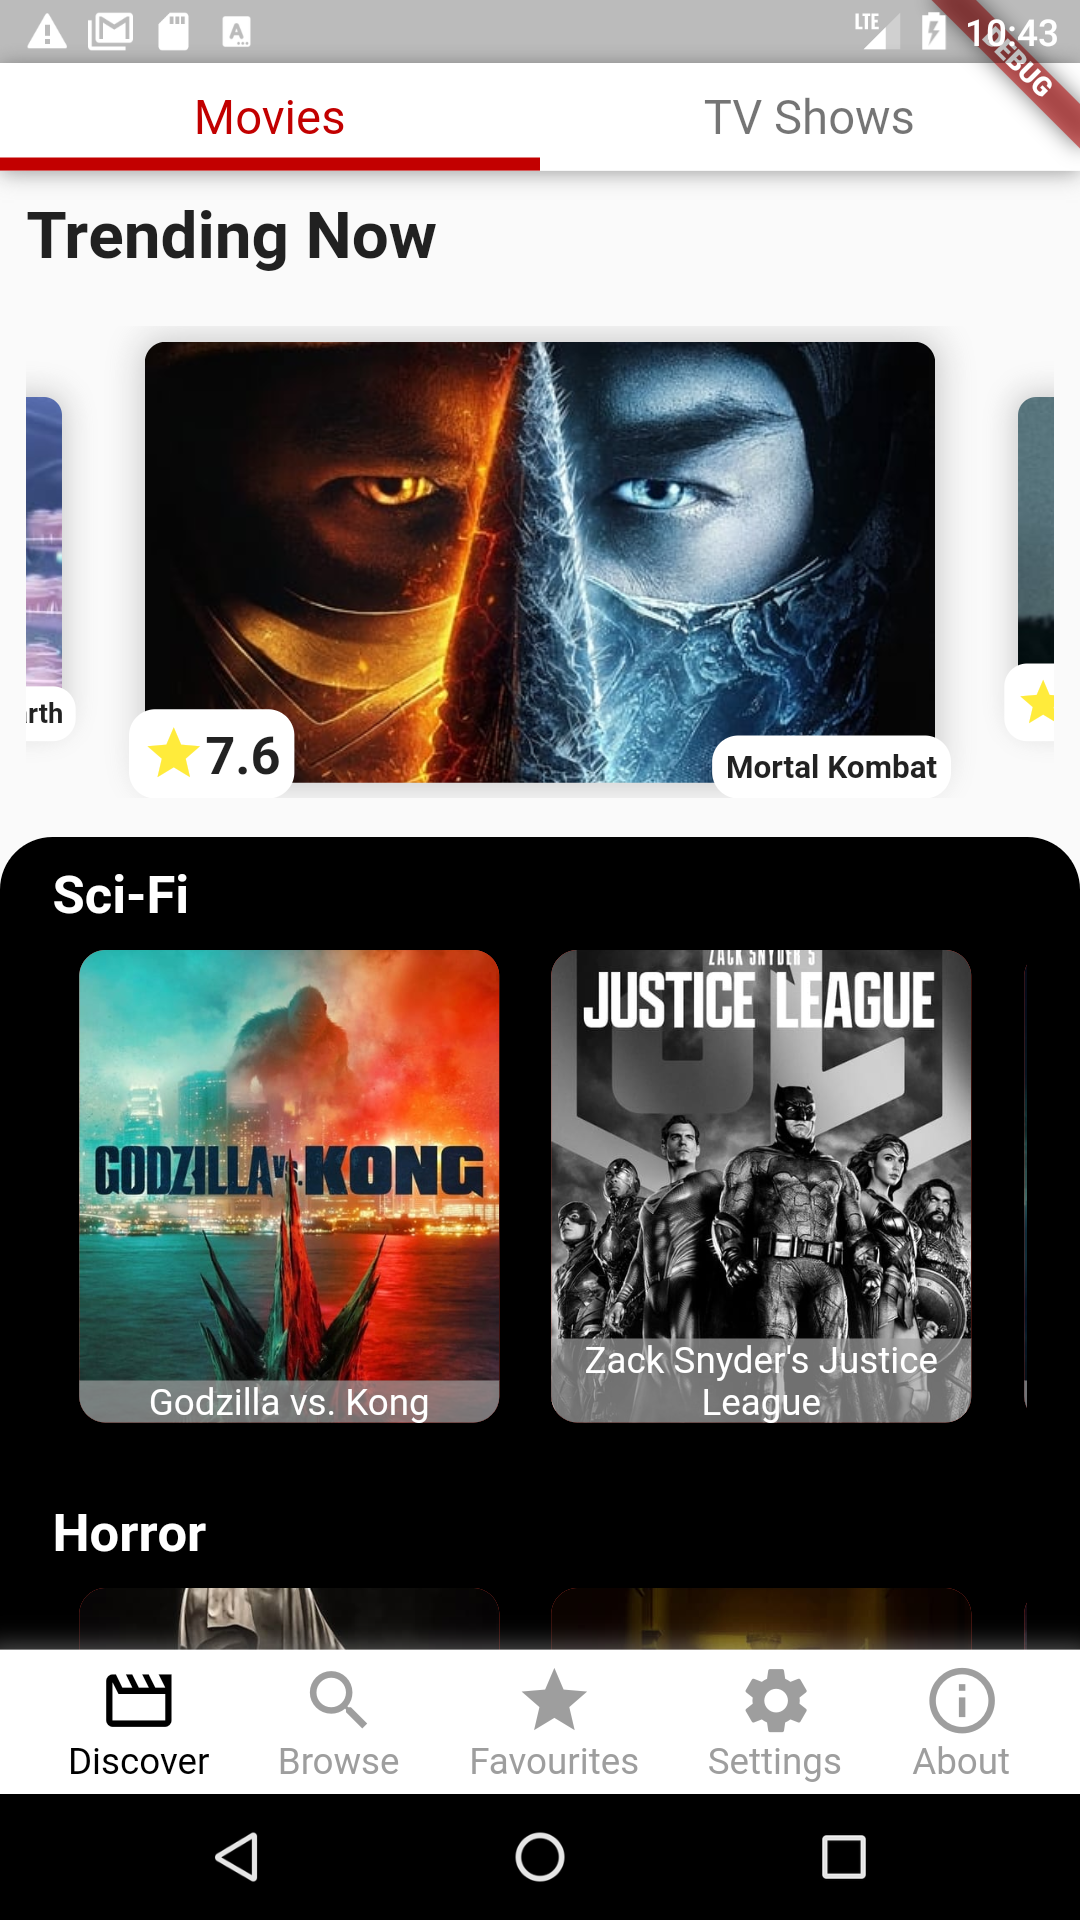 LTE 10:43
DEBUG
Movies TV Shows
Trending Now
arth
7.6
Mortal Kombat
Sci-Fi
ZACK SNYDER'S
JUSTICE LEAGUE
GODZILLA VS. KONG
Godzilla vs. Kong
Zack Snyder's Justice
League
Horror
Discover Browse Favourites Settings About